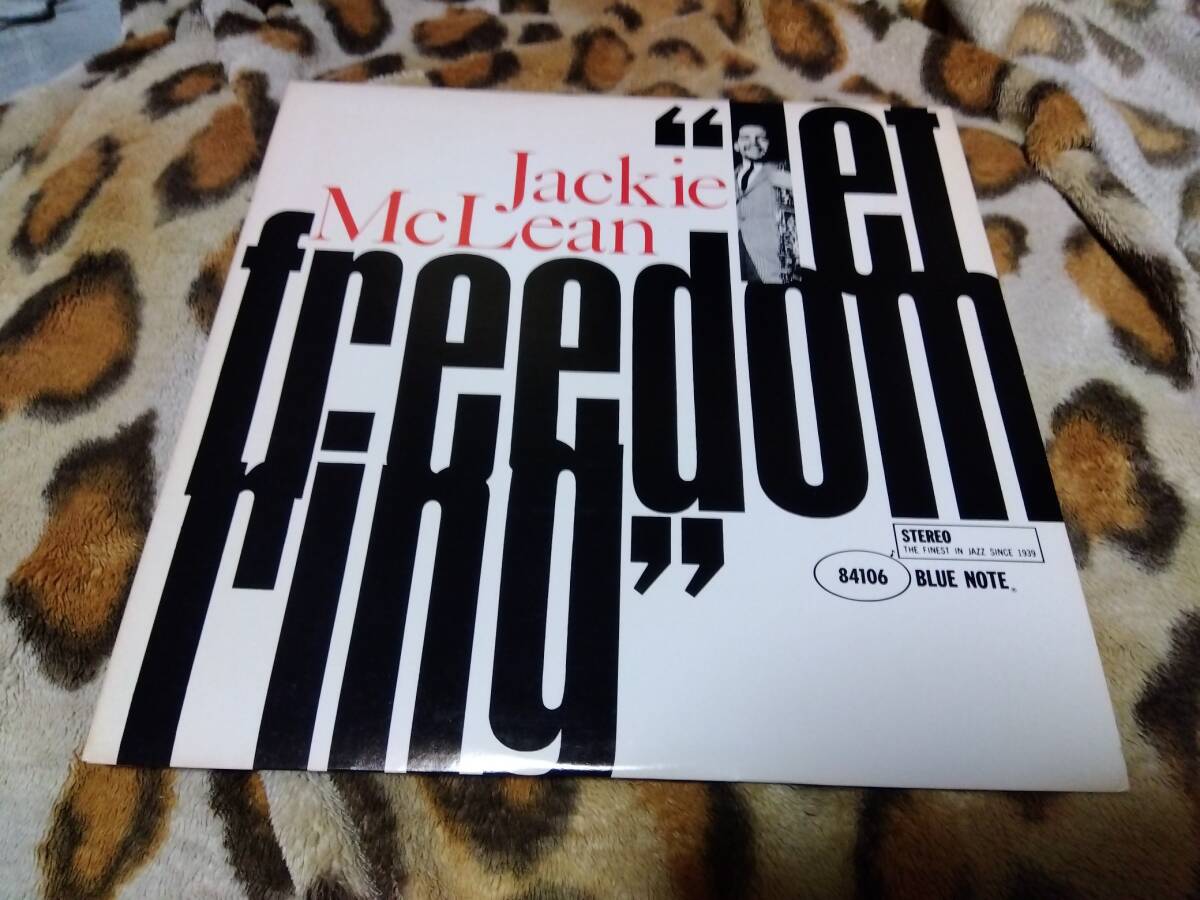 “let
Jackie
McLean
freedom
ring”
STEREO
THE FINEST IN JAZZ SINCE 1939
84106 BLUE NOTE®